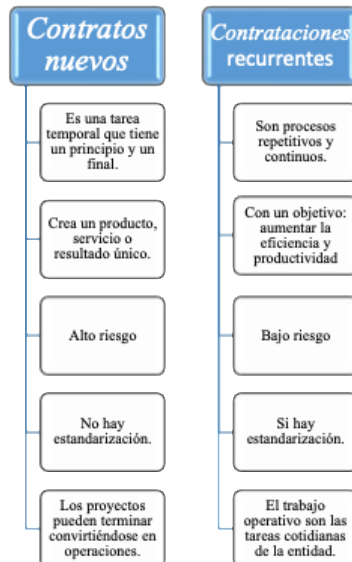 Contratos
nuevos
Es una tarea
temporal que tiene
un principio y un
final.
Crea un producto,
servicio o
resultado único.
Alto riesgo
No hay
estandarización.
Los proyectos
pueden terminar
convirtiéndose en
operaciones.
Contrataciones
recurrentes
Son procesos
repetitivos y
continuos.
Con un objetivo:
aumentar la
eficiencia y
productividad
Bajo riesgo
Si hay
estandarización.
El trabajo
operativo son las
tareas cotidianas
de la entidad.